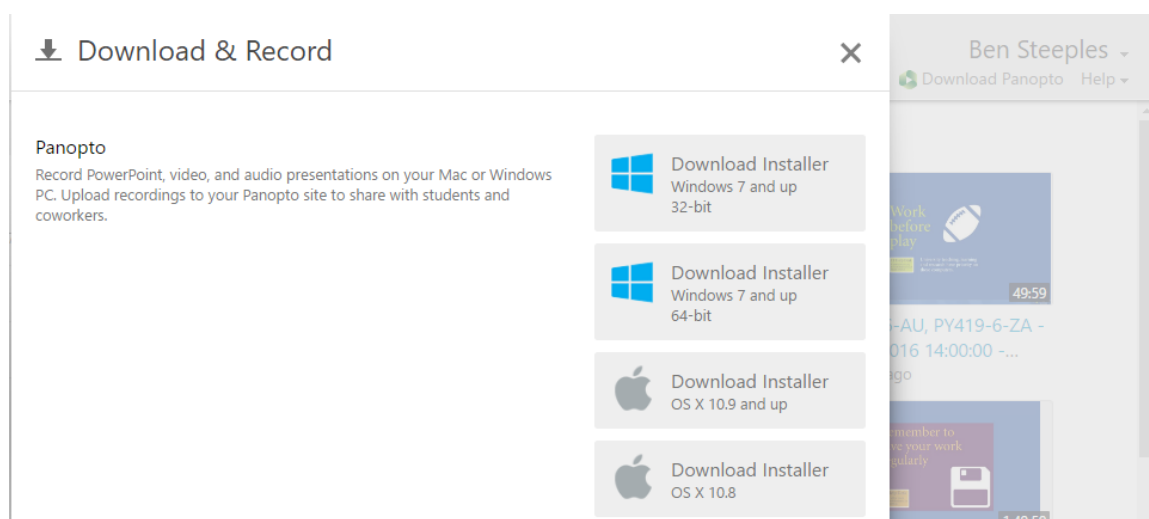 Download & Record
Ben Steeples
Download Panopto Help
Panopto
Record PowerPoint, video, and audio presentations on your Mac or Windows
PC. Upload recordings to your Panopto site to share with students and
coworkers.
Download Installer
Windows 7 and up
32-bit
Download Installer
Windows 7 and up
64-bit
Download Installer
OS X 10.9 and up
Download Installer
OS X 10.8
Work
before
play
49:59
-AU, PY419-6-ZA -
016 14:00:00 -...
ago
member to
your work
gularly